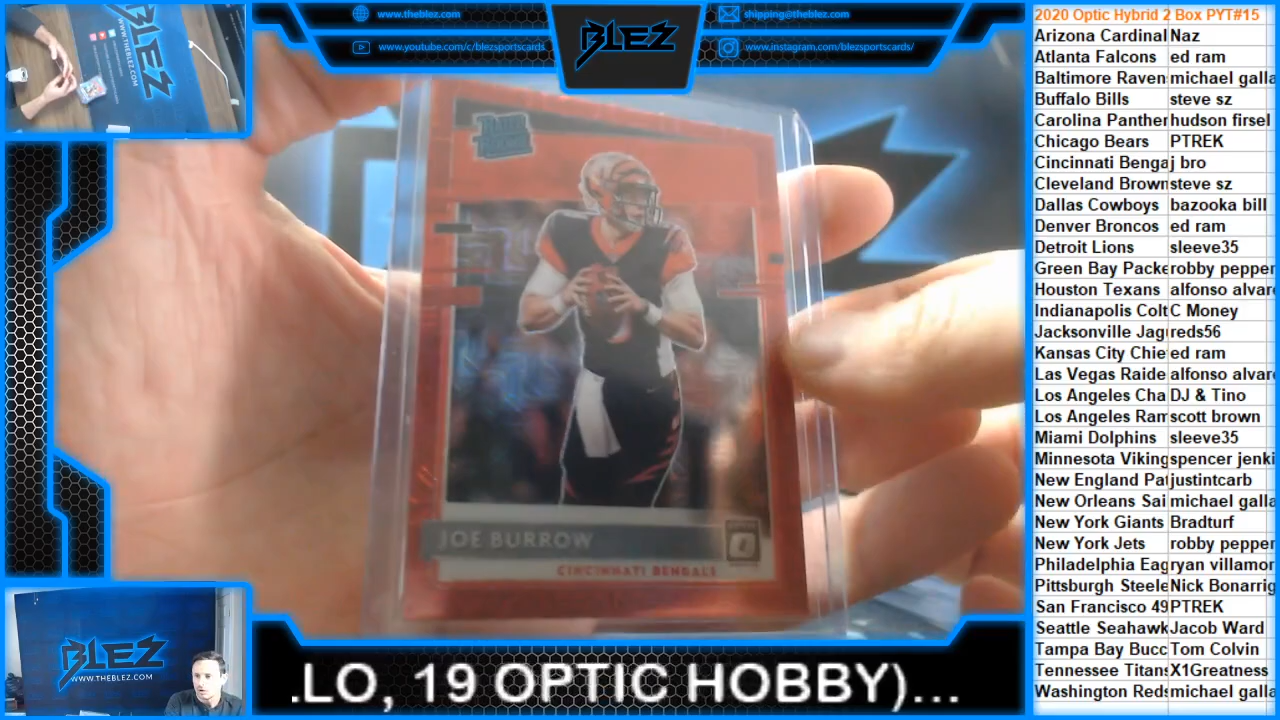 www.theblez.com
shipping@theblez.com
BLEZ
www.youtube.com/c/blezsportscards
www.instagram.com/blezsportscards/
BLEZ
WWW.THEBLEZ.COM
JOE BURROW
CINCINNATI BENGALS
BLEZ
WWW.THEBLEZ.COM
.LO, 19 OPTIC HOBBY)...
2020 Optic Hybrid 2 Box PYT#15
Arizona Cardinal Naz
Atlanta Falcons ed ram
Baltimore Raven michael galla
Buffalo Bills steve sz
Carolina Panther hudson firsel
Chicago Bears PTREK
Cincinnati Benga j bro
Cleveland Brown steve sz
Dallas Cowboys bazooka bill
Denver Broncos ed ram
Detroit Lions sleeve35
Green Bay Packe robby pepper
Houston Texans alfonso alvar
Indianapolis Colt C Money
Jacksonville Jag reds56
Kansas City Chie ed ram
Las Vegas Raide alfonso alvar
Los Angeles Cha DJ & Tino
Los Angeles Ram scott brown
Miami Dolphins sleeve35
Minnesota Viking spencer jenki
New England Pat justintcarb
New Orleans Sai michael galla
New York Giants Bradturf
New York Jets robby pepper
Philadelphia Eag ryan villamor
Pittsburgh Steele Nick Bonarrig
San Francisco 49 PTREK
Seattle Seahawk Jacob Ward
Tampa Bay Bucc Tom Colvin
Tennessee Titans X1Greatness
Washington Reds michael galla